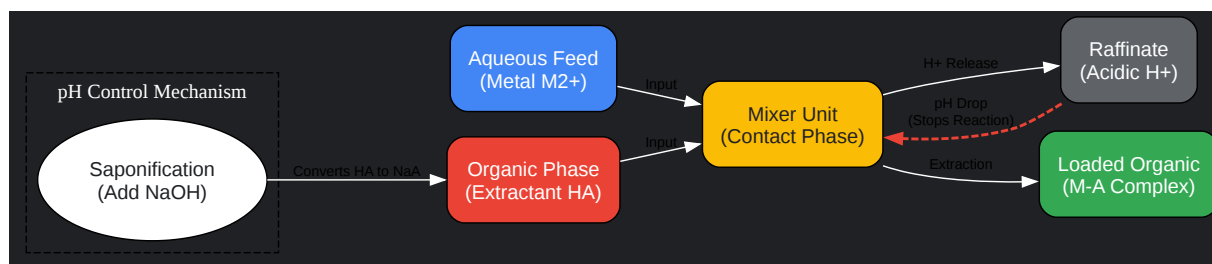 pH Control Mechanism
Saponification
(Add NaOH)
Converts HA to NaA
Aqueous Feed
(Metal M2+)
Input
Organic Phase
(Extractant HA)
Input
Mixer Unit
(Contact Phase)
H+ Release
Raffinate
(Acidic H+)
pH Drop
(Stops Reaction)
Extraction
Loaded Organic
(M-A Complex)